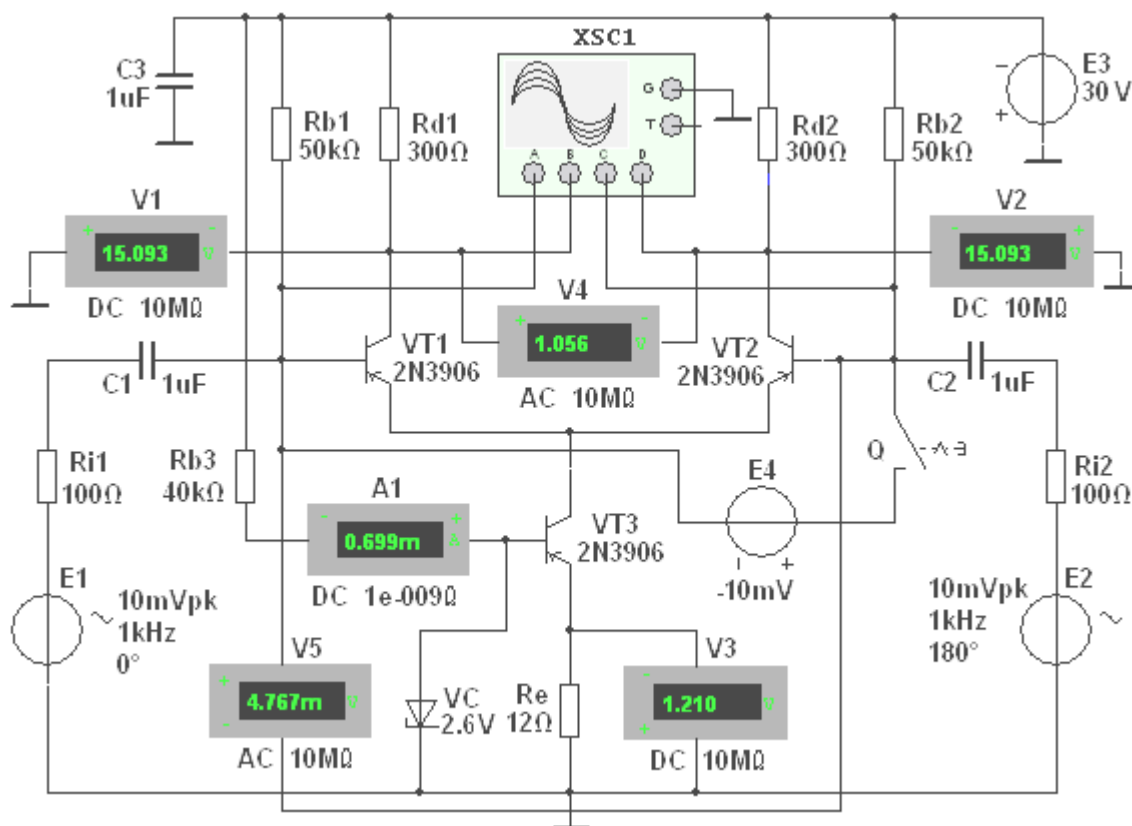 XSC1
C3
1uF
Rb1
50kΩ
Rd1
300Ω
G
T
A B C D
Rd2
300Ω
Rb2
50kΩ
−
+
E3
30 V
V1
+ −
15.093
V
DC 10MΩ
V2
− +
15.093
V
DC 10MΩ
V4
+ −
1.056
V
AC 10MΩ
C1
1uF
VT1
2N3906
VT2
2N3906
C2
1uF
Ri1
100Ω
Rb3
40kΩ
A1
− +
0.699m
A
DC 1e-009Ω
VT3
2N3906
E4
− +
-10mV
Q
Ri2
100Ω
E1
10mVpk
1kHz
0°
E2
10mVpk
1kHz
180°
V5
+
4.767m
V
−
AC 10MΩ
VC
2.6V
Re
12Ω
V3
−
1.210
V
+
DC 10MΩ